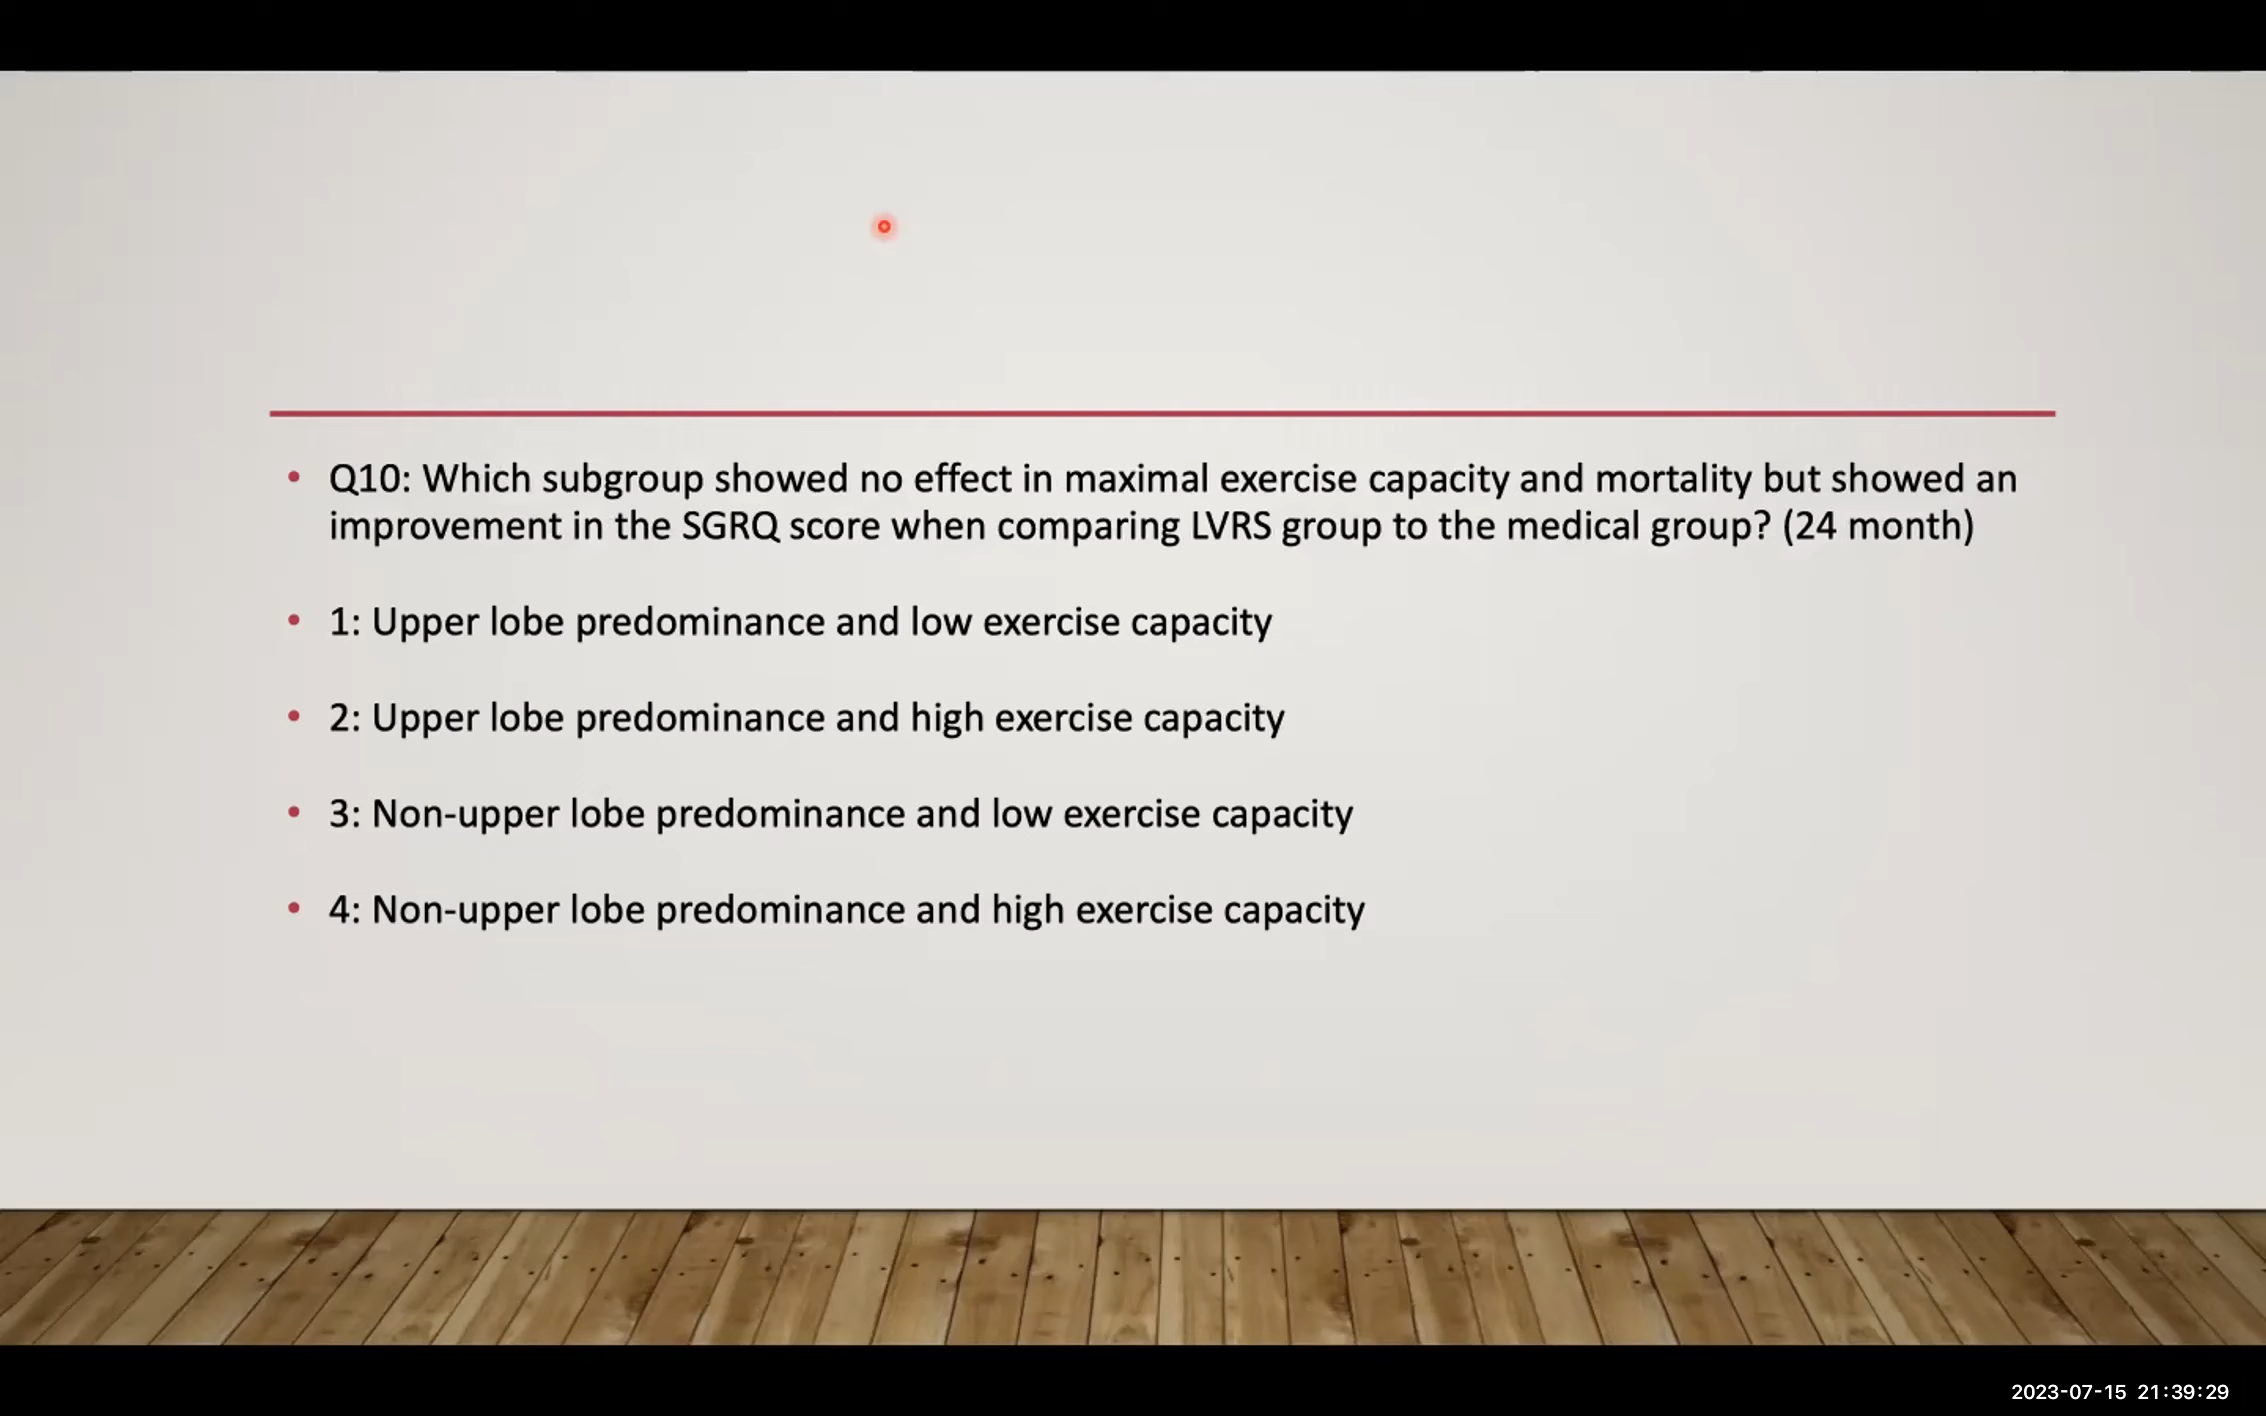 Q10: Which subgroup showed no effect in maximal exercise capacity and mortality but showed an
improvement in the SGRQ score when comparing LVRS group to the medical group? (24 month)
1: Upper lobe predominance and low exercise capacity
2: Upper lobe predominance and high exercise capacity
3: Non-upper lobe predominance and low exercise capacity
4: Non-upper lobe predominance and high exercise capacity
2023-07-15 21:39:29